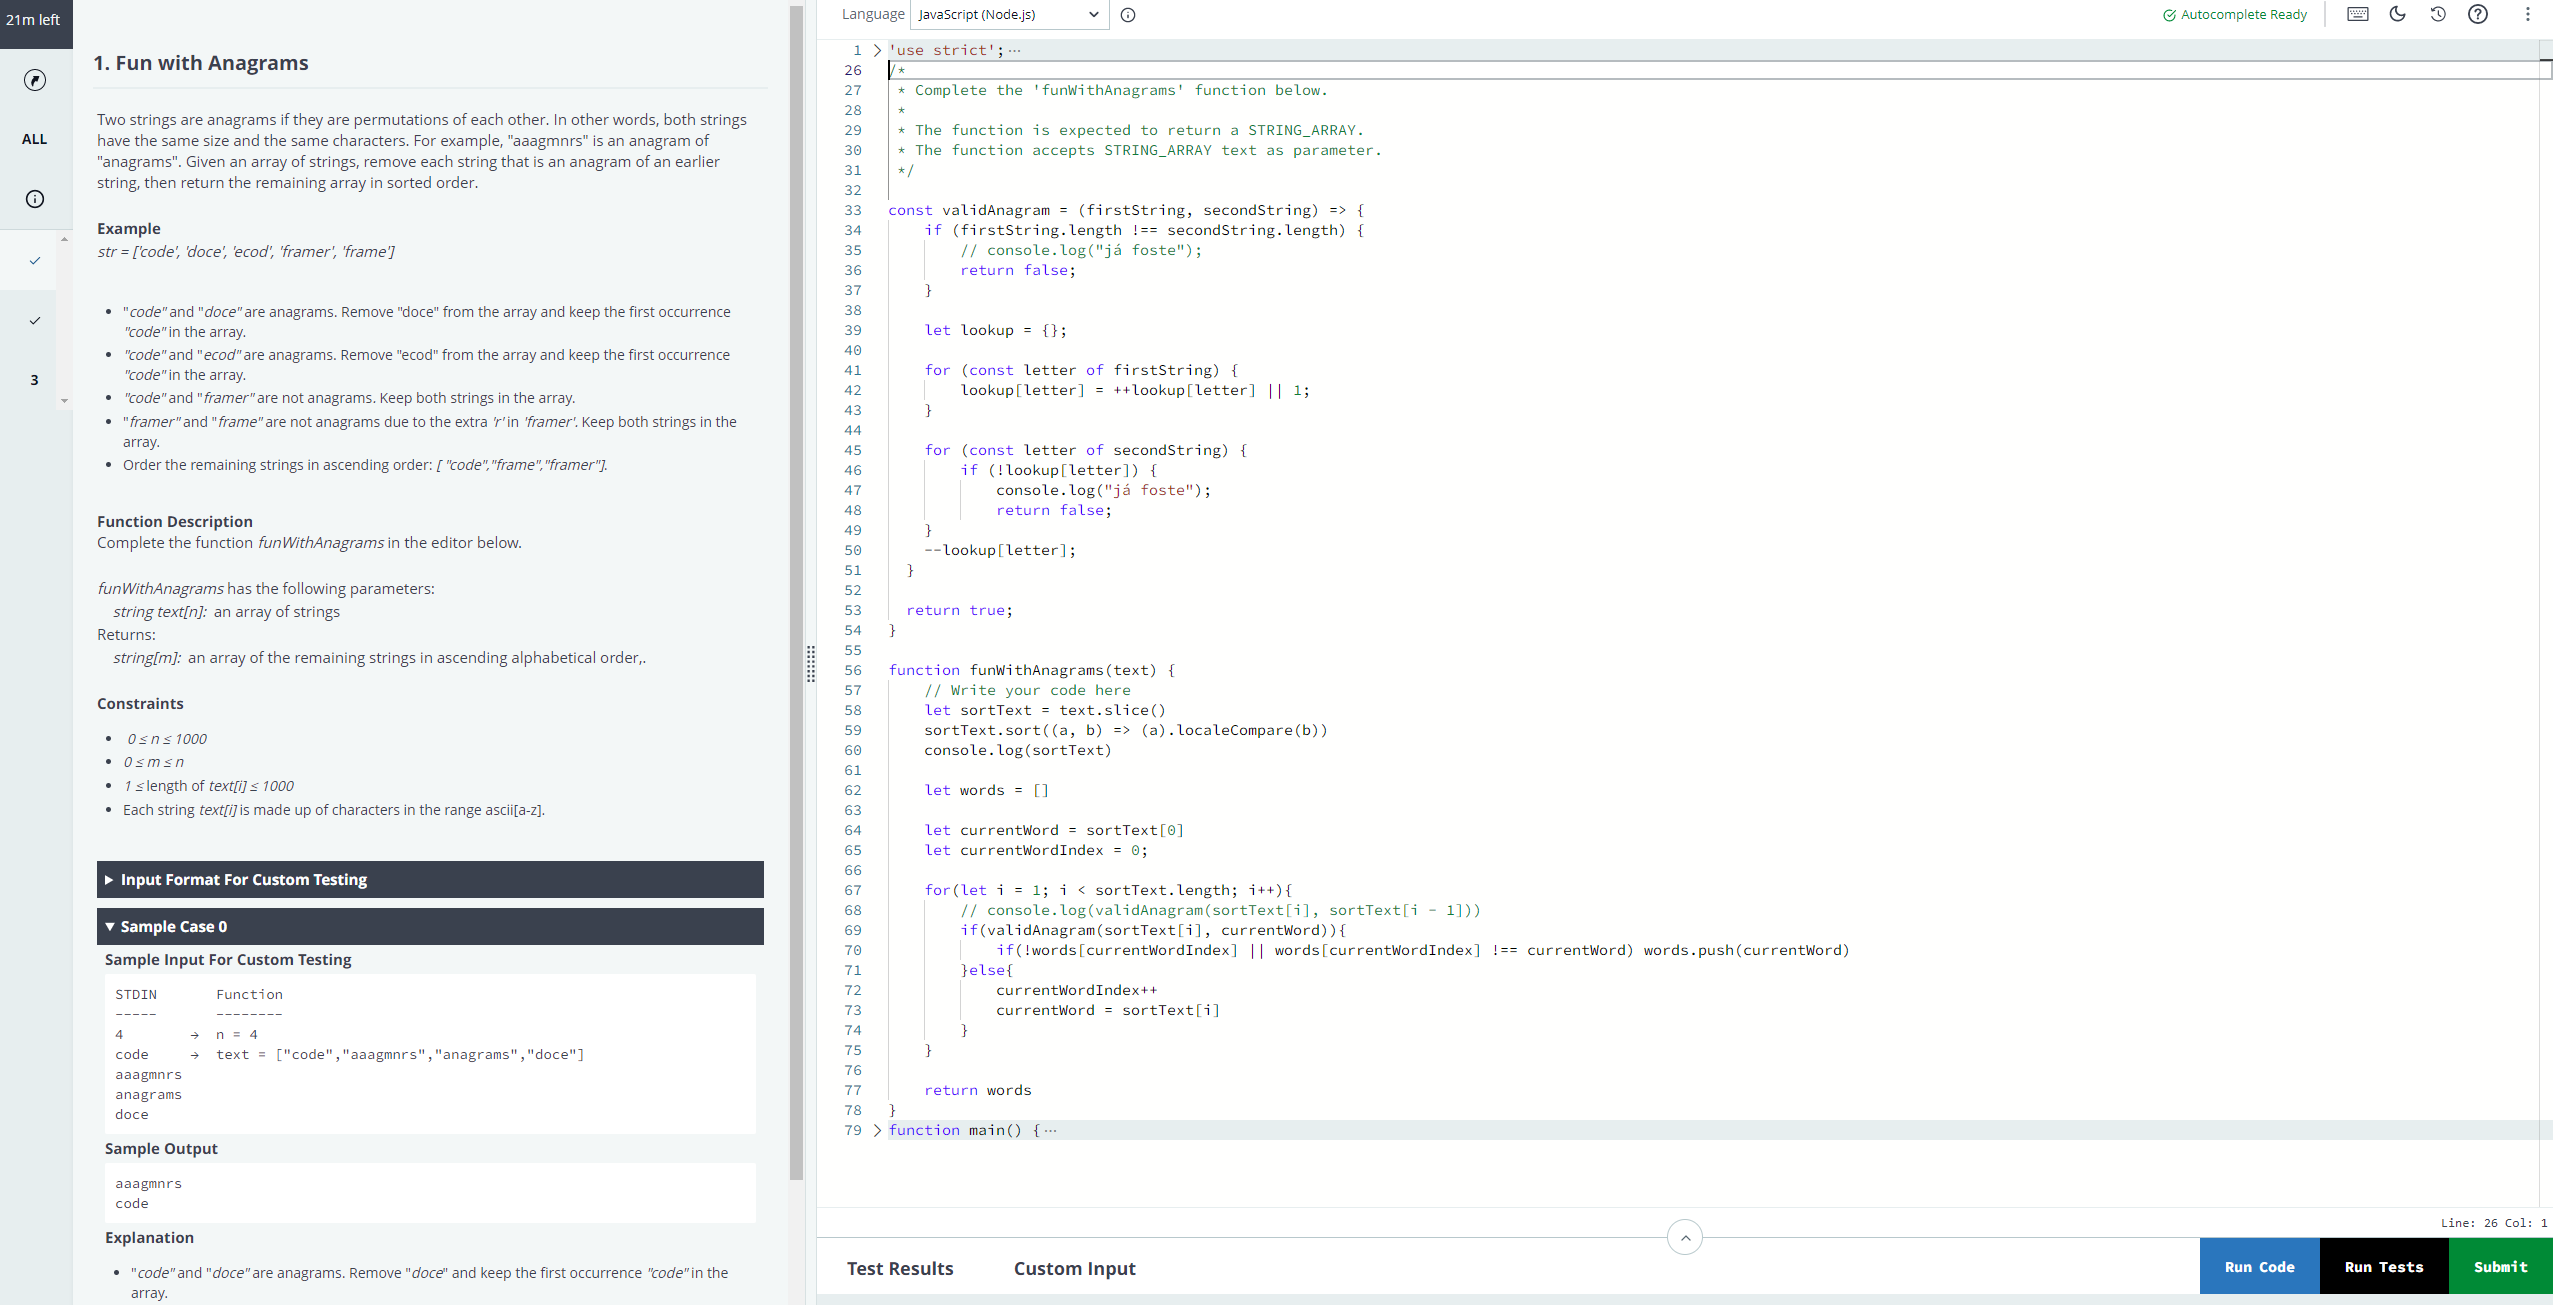 21m left
ALL
3
1. Fun with Anagrams
Two strings are anagrams if they are permutations of each other. In other words, both strings
have the same size and the same characters. For example, "aaagmnrs" is an anagram of
"anagrams". Given an array of strings, remove each string that is an anagram of an earlier
string, then return the remaining array in sorted order.
Example
str = ['code', 'doce', 'ecod', 'framer', 'frame']
• "code" and "doce" are anagrams. Remove "doce" from the array and keep the first occurrence
"code" in the array.
• "code" and "ecod" are anagrams. Remove "ecod" from the array and keep the first occurrence
"code" in the array.
• "code" and "framer" are not anagrams. Keep both strings in the array.
• "framer" and "frame" are not anagrams due to the extra 'r' in 'framer'. Keep both strings in the
array.
• Order the remaining strings in ascending order: [ "code","frame","framer"].
Function Description
Complete the function funWithAnagrams in the editor below.
funWithAnagrams has the following parameters:
string text[n]: an array of strings
Returns:
string[m]: an array of the remaining strings in ascending alphabetical order,.
Constraints
• 0 ≤ n ≤ 1000
• 0 ≤ m ≤ n
• 1 ≤ length of text[i] ≤ 1000
• Each string text[i] is made up of characters in the range ascii[a-z].
Input Format For Custom Testing
Sample Case 0
Sample Input For Custom Testing
STDIN Function
----- --------
4 → n = 4
code → text = ["code","aaagmnrs","anagrams","doce"]
aaagmnrs
anagrams
doce
Sample Output
aaagmnrs
code
Explanation
• "code" and "doce" are anagrams. Remove "doce" and keep the first occurrence "code" in the
array.
Language JavaScript (Node.js)
Autocomplete Ready
1 'use strict'; ...
26 /*
27 * Complete the 'funWithAnagrams' function below.
28 *
29 * The function is expected to return a STRING_ARRAY.
30 * The function accepts STRING_ARRAY text as parameter.
31 */
32
33 const validAnagram = (firstString, secondString) => {
34 if (firstString.length !== secondString.length) {
35 // console.log("já foste");
36 return false;
37 }
38
39 let lookup = {};
40
41 for (const letter of firstString) {
42 lookup[letter] = ++lookup[letter] || 1;
43 }
44
45 for (const letter of secondString) {
46 if (!lookup[letter]) {
47 console.log("já foste");
48 return false;
49 }
50 --lookup[letter];
51 }
52
53 return true;
54 }
55
56 function funWithAnagrams(text) {
57 // Write your code here
58 let sortText = text.slice()
59 sortText.sort((a, b) => (a).localeCompare(b))
60 console.log(sortText)
61
62 let words = []
63
64 let currentWord = sortText[0]
65 let currentWordIndex = 0;
66
67 for(let i = 1; i < sortText.length; i++){
68 // console.log(validAnagram(sortText[i], sortText[i - 1]))
69 if(validAnagram(sortText[i], currentWord)){
70 if(!words[currentWordIndex] || words[currentWordIndex] !== currentWord) words.push(currentWord)
71 }else{
72 currentWordIndex++
73 currentWord = sortText[i]
74 }
75 }
76
77 return words
78 }
79 function main() { ...
Line: 26 Col: 1
Test Results
Custom Input
Run Code
Run Tests
Submit